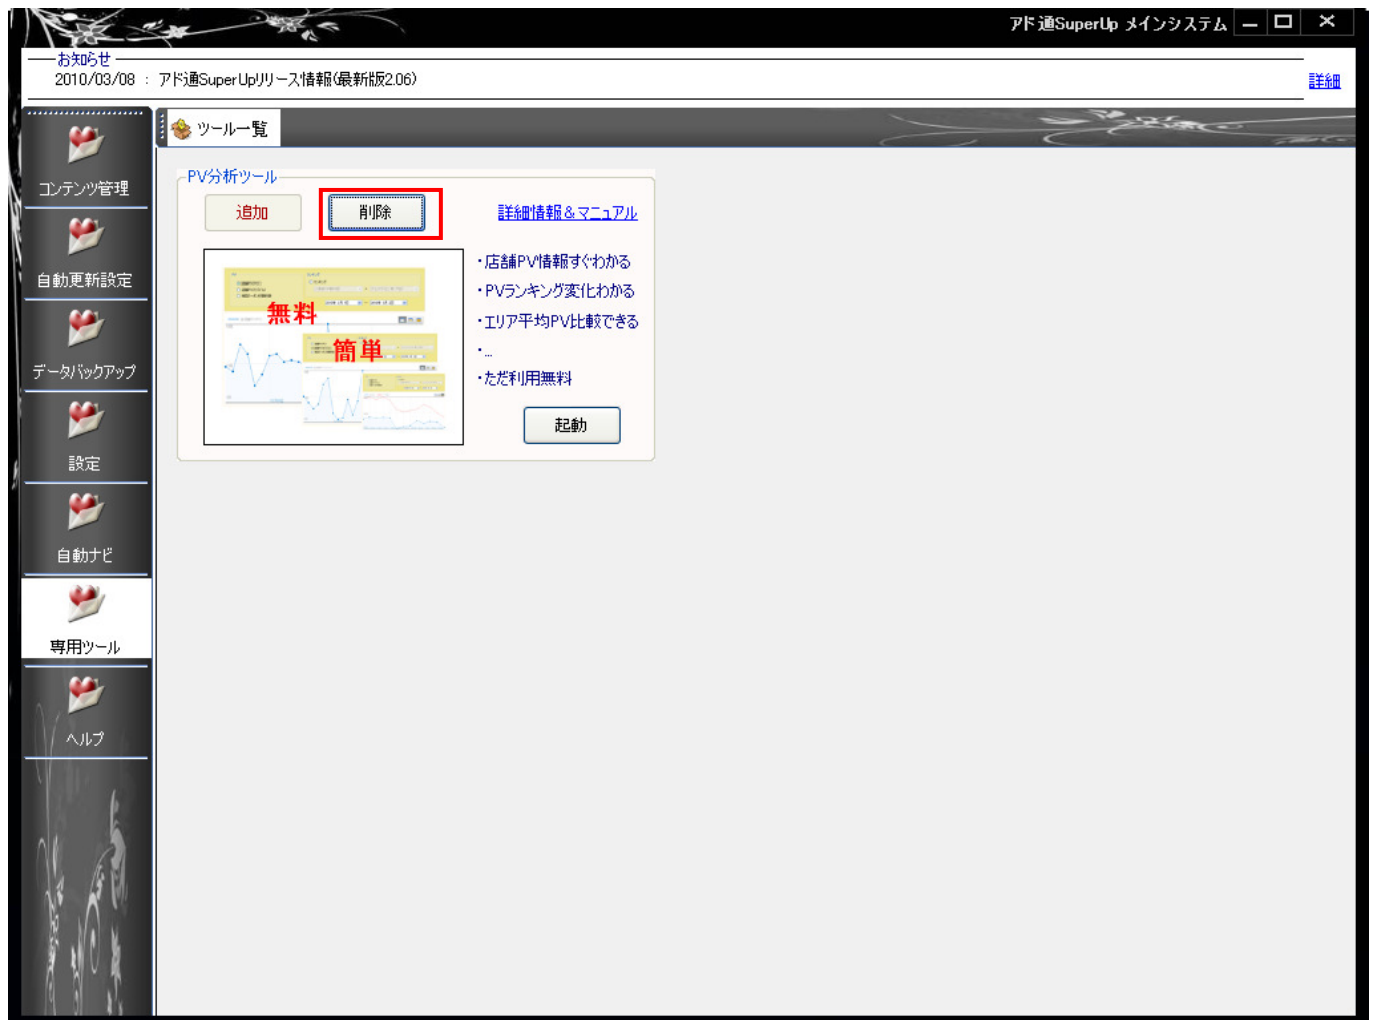 アド通SuperUp メインシステム
お知らせ
2010/03/08 : アド通SuperUpリリース情報(最新版2.06)
詳細
ツール一覧
コンテンツ管理
自動更新設定
データバックアップ
設定
自動ナビ
専用ツール
ヘルプ
PV分析ツール
追加
削除
詳細情報&マニュアル
無料
簡単
・店舗PV情報すぐわかる
・PVランキング変化わかる
・エリア平均PV比較できる
・...
・ただ利用無料
起動